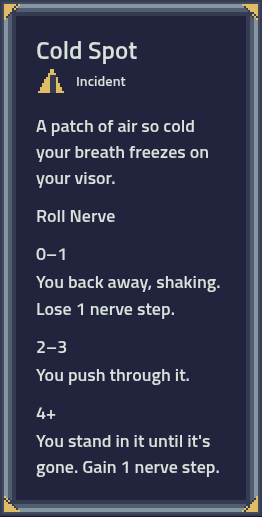 Cold Spot
Incident
A patch of air so cold
your breath freezes on
your visor.
Roll Nerve
0–1
You back away, shaking.
Lose 1 nerve step.
2–3
You push through it.
4+
You stand in it until it's
gone. Gain 1 nerve step.